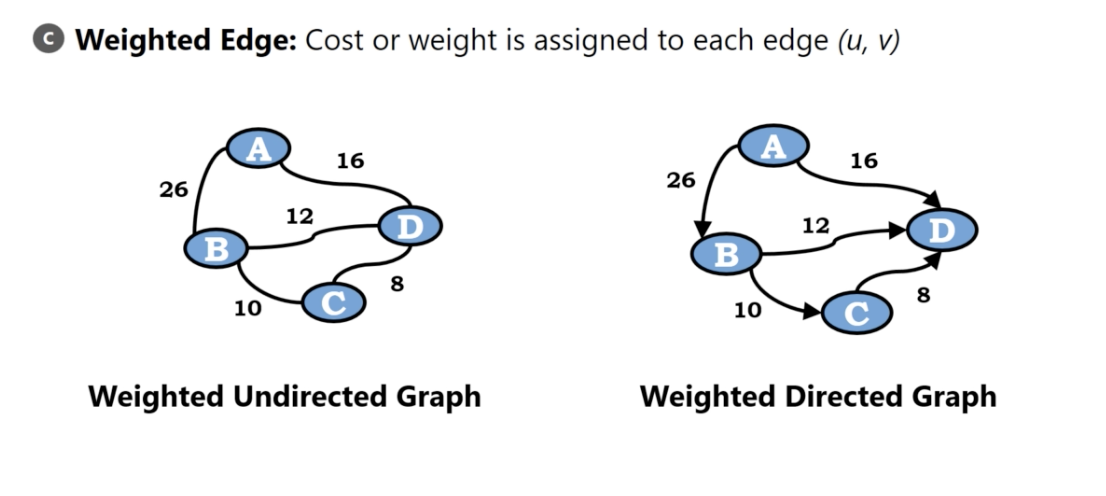 C Weighted Edge: Cost or weight is assigned to each edge (u, v)
A
16
26
12
D
B
8
10
C
Weighted Undirected Graph
A
16
26
12
D
B
8
10
C
Weighted Directed Graph